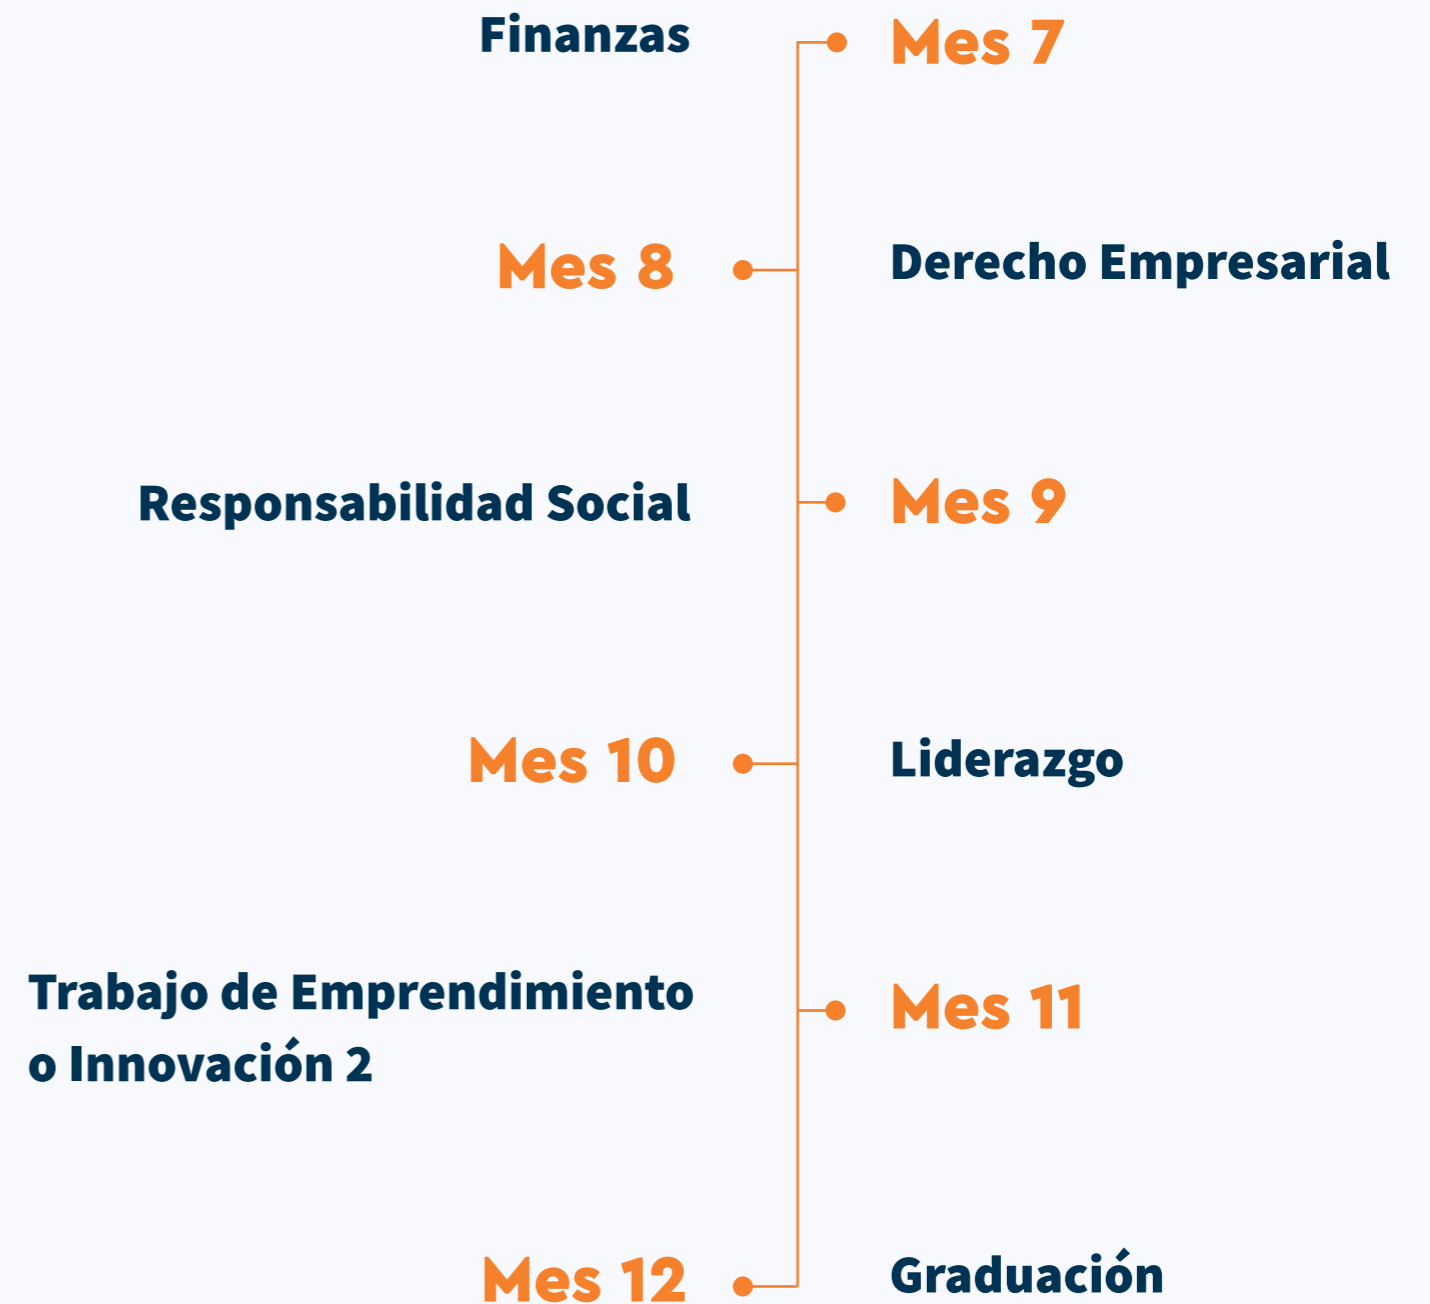 Finanzas
Mes 7
Mes 8
Derecho Empresarial
Responsabilidad Social
Mes 9
Mes 10
Liderazgo
Trabajo de Emprendimiento
o Innovación 2
Mes 11
Mes 12
Graduación